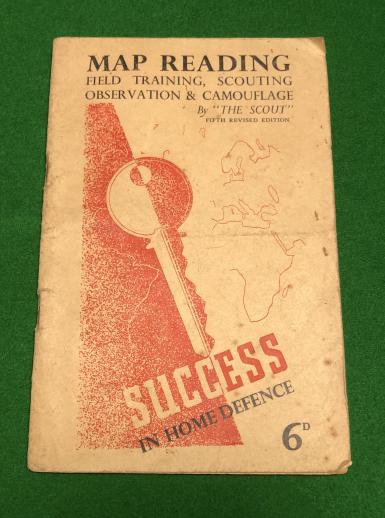 MAP READING
FIELD TRAINING, SCOUTING
OBSERVATION & CAMOUFLAGE
By "THE SCOUT"
FIFTH REVISED EDITION
SUCCESS
IN HOME DEFENCE
6D